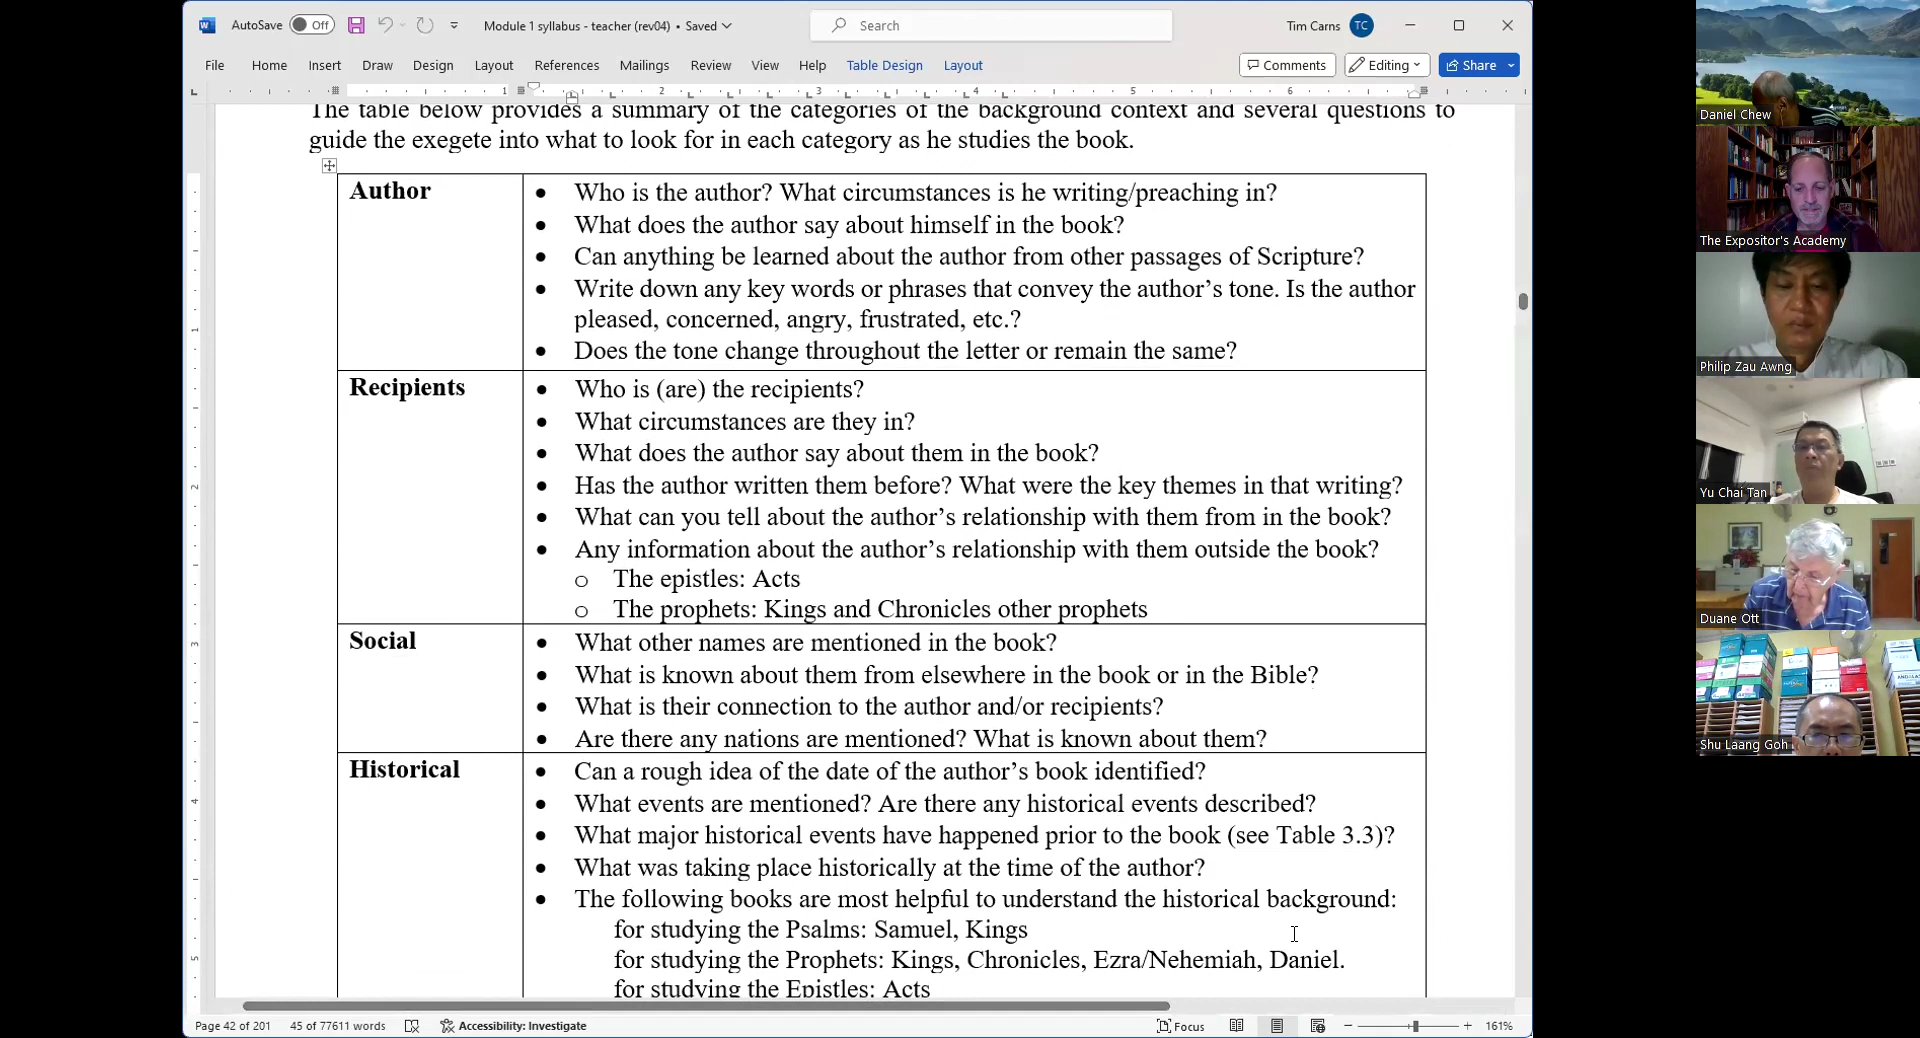 AutoSave Off Module 1 syllabus - teacher (rev04) • Saved Search Tim Carns TC
File Home Insert Draw Design Layout References Mailings Review View Help Table Design Layout Comments Editing Share
1 2 3 4 5 6
The table below provides a summary of the categories of the background context and several questions to
guide the exegete into what to look for in each category as he studies the book.
Author
• Who is the author? What circumstances is he writing/preaching in?
• What does the author say about himself in the book?
• Can anything be learned about the author from other passages of Scripture?
• Write down any key words or phrases that convey the author’s tone. Is the author
pleased, concerned, angry, frustrated, etc.?
• Does the tone change throughout the letter or remain the same?
Recipients
• Who is (are) the recipients?
• What circumstances are they in?
• What does the author say about them in the book?
• Has the author written them before? What were the key themes in that writing?
• What can you tell about the author’s relationship with them from in the book?
• Any information about the author’s relationship with them outside the book?
o The epistles: Acts
o The prophets: Kings and Chronicles other prophets
Social
• What other names are mentioned in the book?
• What is known about them from elsewhere in the book or in the Bible?
• What is their connection to the author and/or recipients?
• Are there any nations are mentioned? What is known about them?
Historical
• Can a rough idea of the date of the author’s book identified?
• What events are mentioned? Are there any historical events described?
• What major historical events have happened prior to the book (see Table 3.3)?
• What was taking place historically at the time of the author?
• The following books are most helpful to understand the historical background:
for studying the Psalms: Samuel, Kings
for studying the Prophets: Kings, Chronicles, Ezra/Nehemiah, Daniel.
for studying the Epistles: Acts
1
2
3
4
5
Page 42 of 201 45 of 77611 words Accessibility: Investigate Focus 161%
Daniel Chew
The Expositor's Academy
Philip Zau Awng
Yu Chai Tan
Duane Ott
Shu Laang Goh